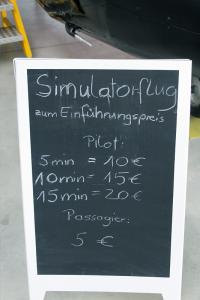 Simulatorflug
zum Einführungspreis
Pilot:
5min = 10€
10min = 15€
15min = 20€
Passagier:
5 €